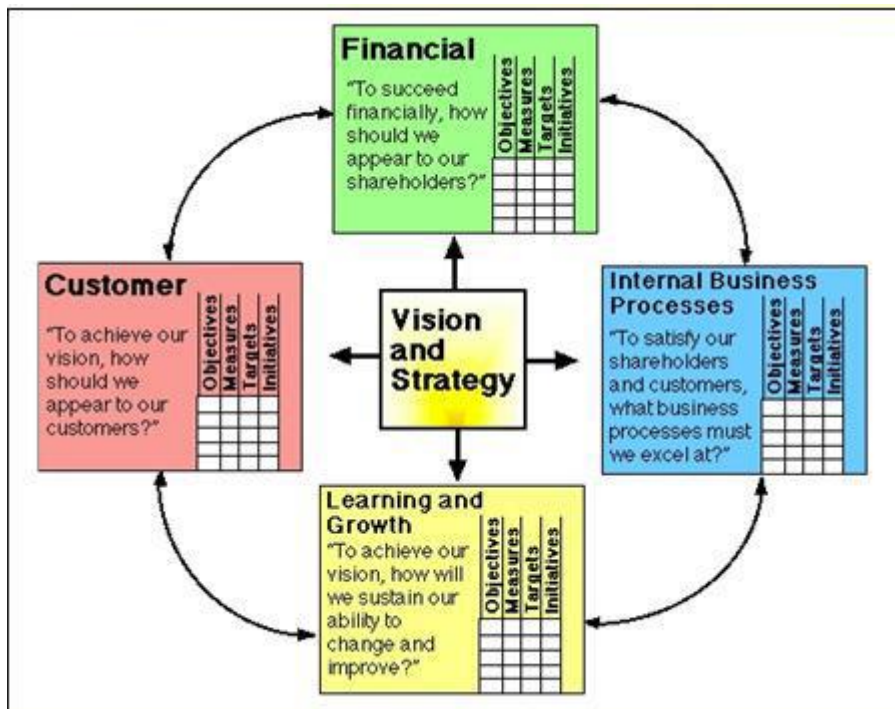 Financial
“To succeed
financially, how
should we
appear to our
shareholders?”
Objectives
Measures
Targets
Initiatives
Customer
“To achieve our
vision, how
should we
appear to our
customers?”
Objectives
Measures
Targets
Initiatives
Vision
and
Strategy
Internal Business
Processes
“To satisfy our
shareholders
and customers,
what business
processes must
we excel at?”
Objectives
Measures
Targets
Initiatives
Learning and
Growth
“To achieve our
vision, how will
we sustain our
ability to
change and
improve?”
Objectives
Measures
Targets
Initiatives